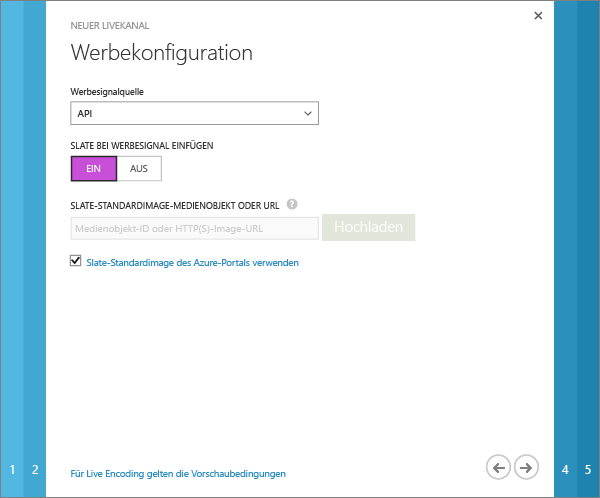 NEUER LIVEKANAL
Werbekonfiguration
Werbesignalquelle
API
SLATE BEI WERBESIGNAL EINFÜGEN
EIN AUS
SLATE-STANDARDIMAGE-MEDIENOBJEKT ODER URL ?
Medienobjekt-ID oder HTTP(S)-Image-URL Hochladen
Slate-Standardimage des Azure-Portals verwenden
1 2 4 5
Für Live Encoding gelten die Vorschaubedingungen